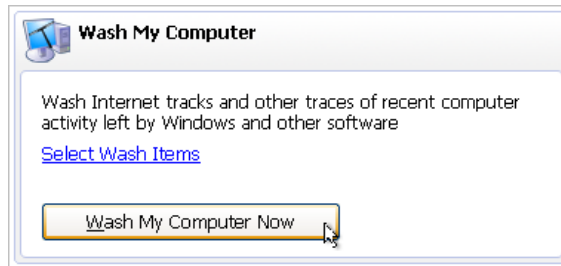 Wash My Computer
Wash Internet tracks and other traces of recent computer
activity left by Windows and other software
Select Wash Items
Wash My Computer Now